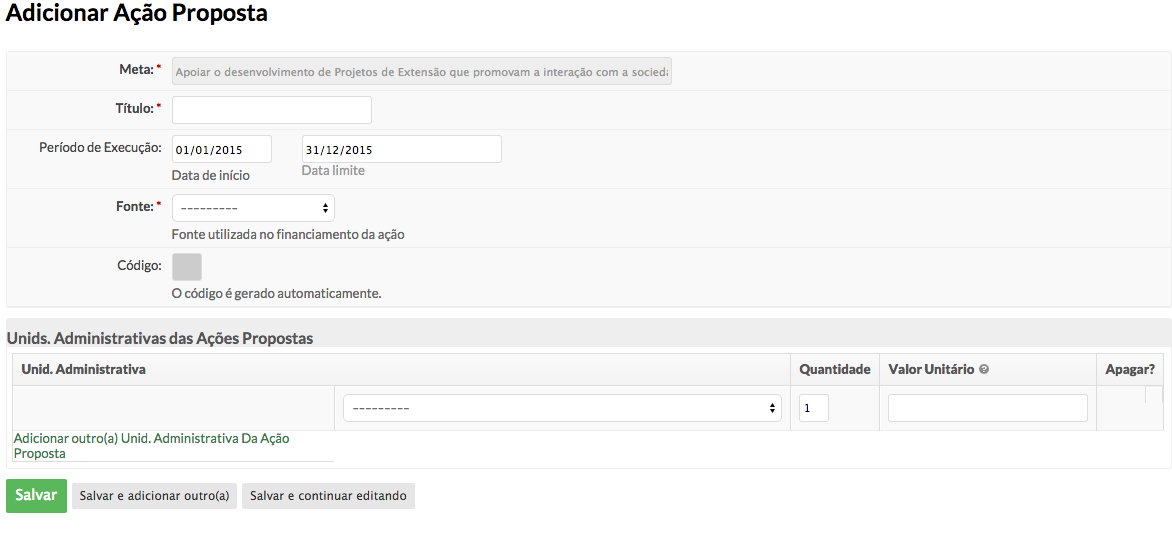 Adicionar Ação Proposta
Meta: *
Apoiar o desenvolvimento de Projetos de Extensão que promovam a interação com a socied
Título: *
Período de Execução:
01/01/2015 31/12/2015
Data de início Data limite
Fonte: *
---------
Fonte utilizada no financiamento da ação
Código:
O código é gerado automaticamente.
Unids. Administrativas das Ações Propostas
Unid. Administrativa Quantidade Valor Unitário ? Apagar?
--------- 1
Adicionar outro(a) Unid. Administrativa Da Ação
Proposta
Salvar Salvar e adicionar outro(a) Salvar e continuar editando